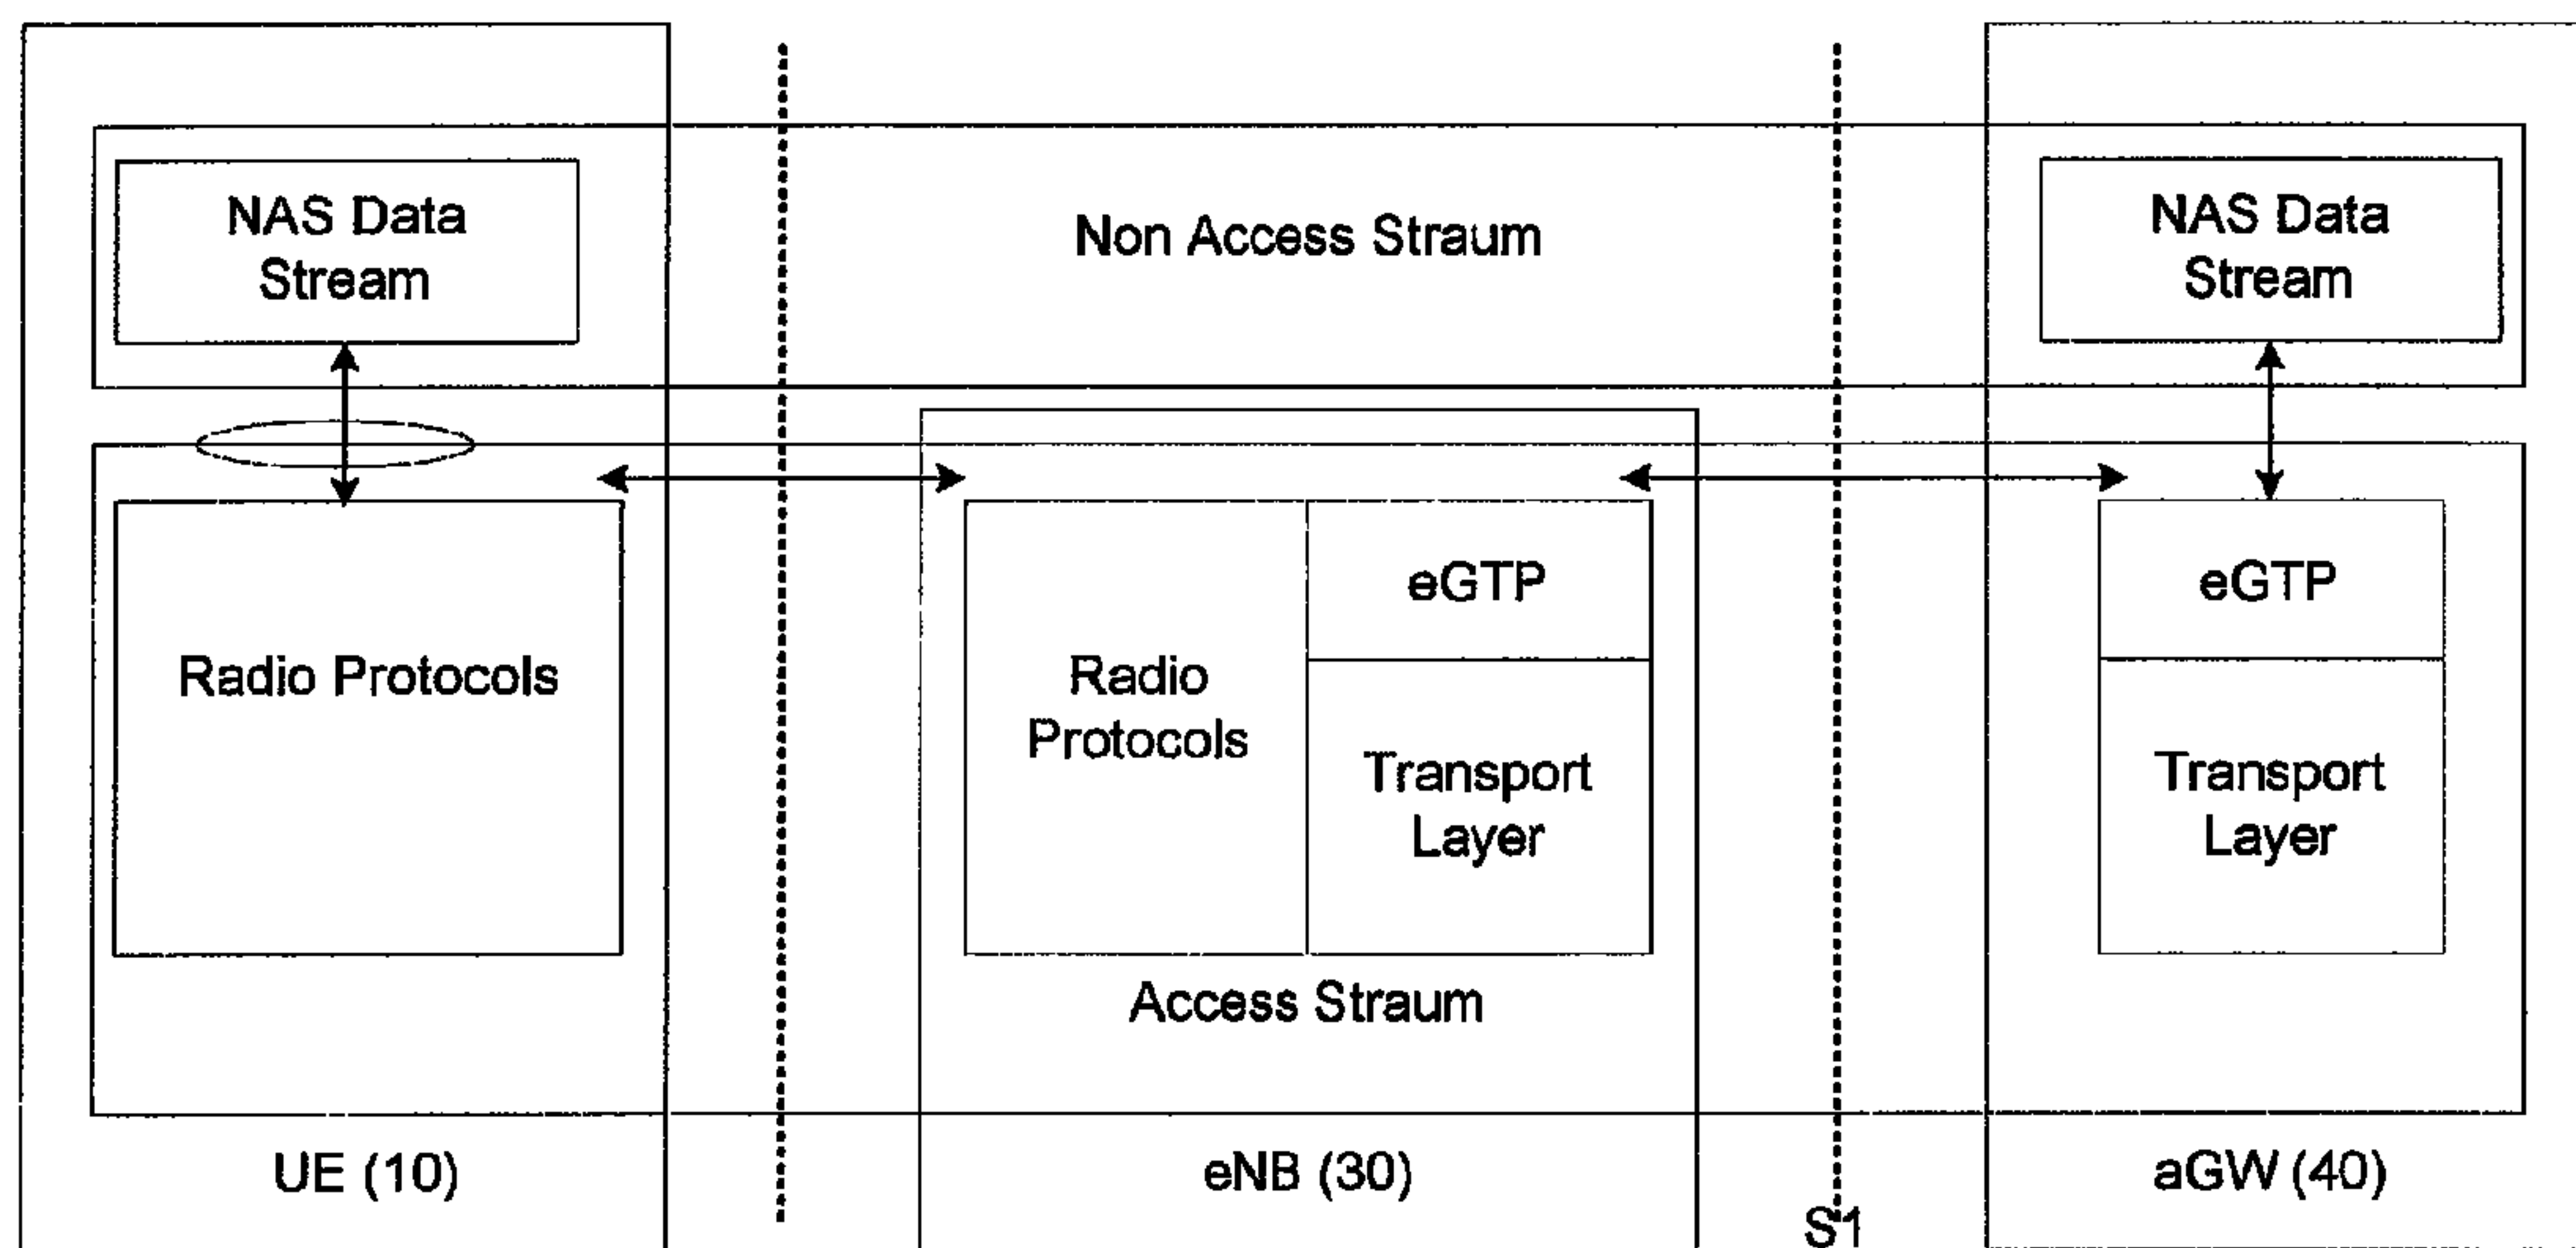 NAS Data
Stream
Non Access Straum
NAS Data
Stream
Radio Protocols
Radio
Protocols
eGTP
Transport
Layer
eGTP
Transport
Layer
Access Straum
UE (10)
eNB (30)
aGW (40)
S1